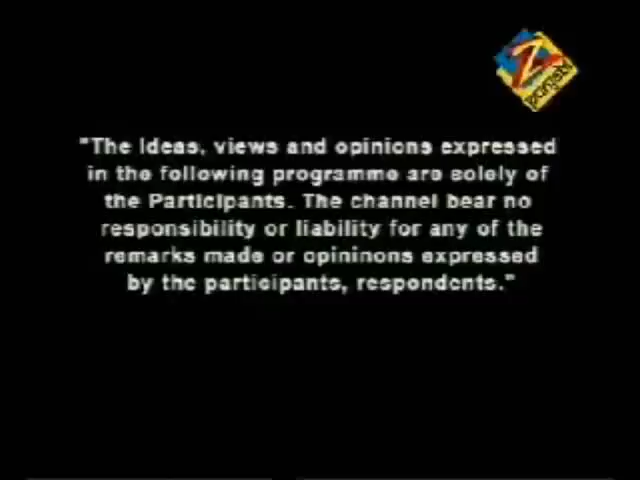 Z
punjabi
"The Ideas, views and opinions expressed
in the following programme are solely of
the Participants. The channel bear no
responsibility or liability for any of the
remarks made or opininons expressed
by the participants, respondents."